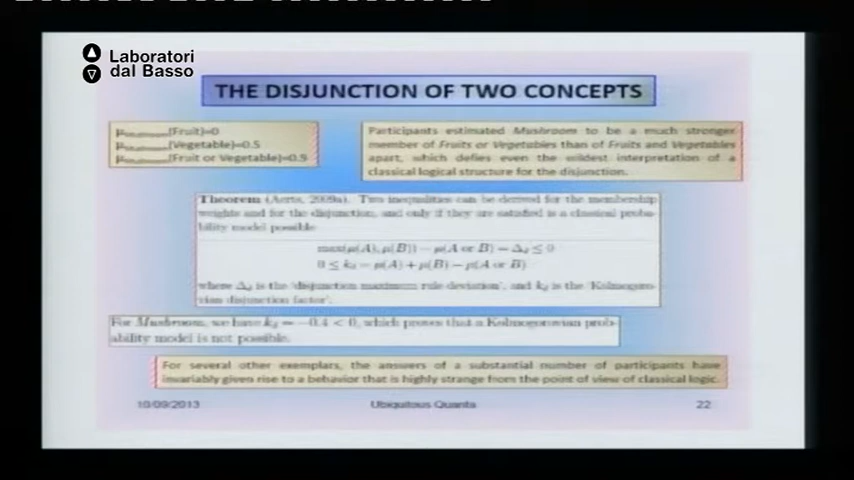 Laboratori
dal Basso
THE DISJUNCTION OF TWO CONCEPTS
(Fruit)=0
(Vegetable)=0.5
(Fruit or Vegetable)=0.9
Participants estimated Mushroom to be a much stronger
member of Fruits or Vegetables than of Fruits and Vegetables
apart, which defies even the wildest interpretation of a
classical logical structure for the disjunction.
Theorem (Aerts, 2009a). Two inequalities can be derived for the membership
weights and for the disjunction, and only if they are satisfied is a classical proba-
bility model possible
max(μ(A), μ(B)) − μ(A or B) = Δd ≤ 0
0 ≤ kd = μ(A) + μ(B) − μ(A or B)
where Δd is the 'disjunction maximum rule deviation', and kd is the 'Kolmogoro-
vian disjunction factor'.
For Mushroom, we have kd = −0.4 < 0, which proves that a Kolmogorovian prob-
ability model is not possible.
For several other exemplars, the answers of a substantial number of participants have
invariably given rise to a behavior that is highly strange from the point of view of classical logic.
10/09/2013
Ubiquitous Quanta
22